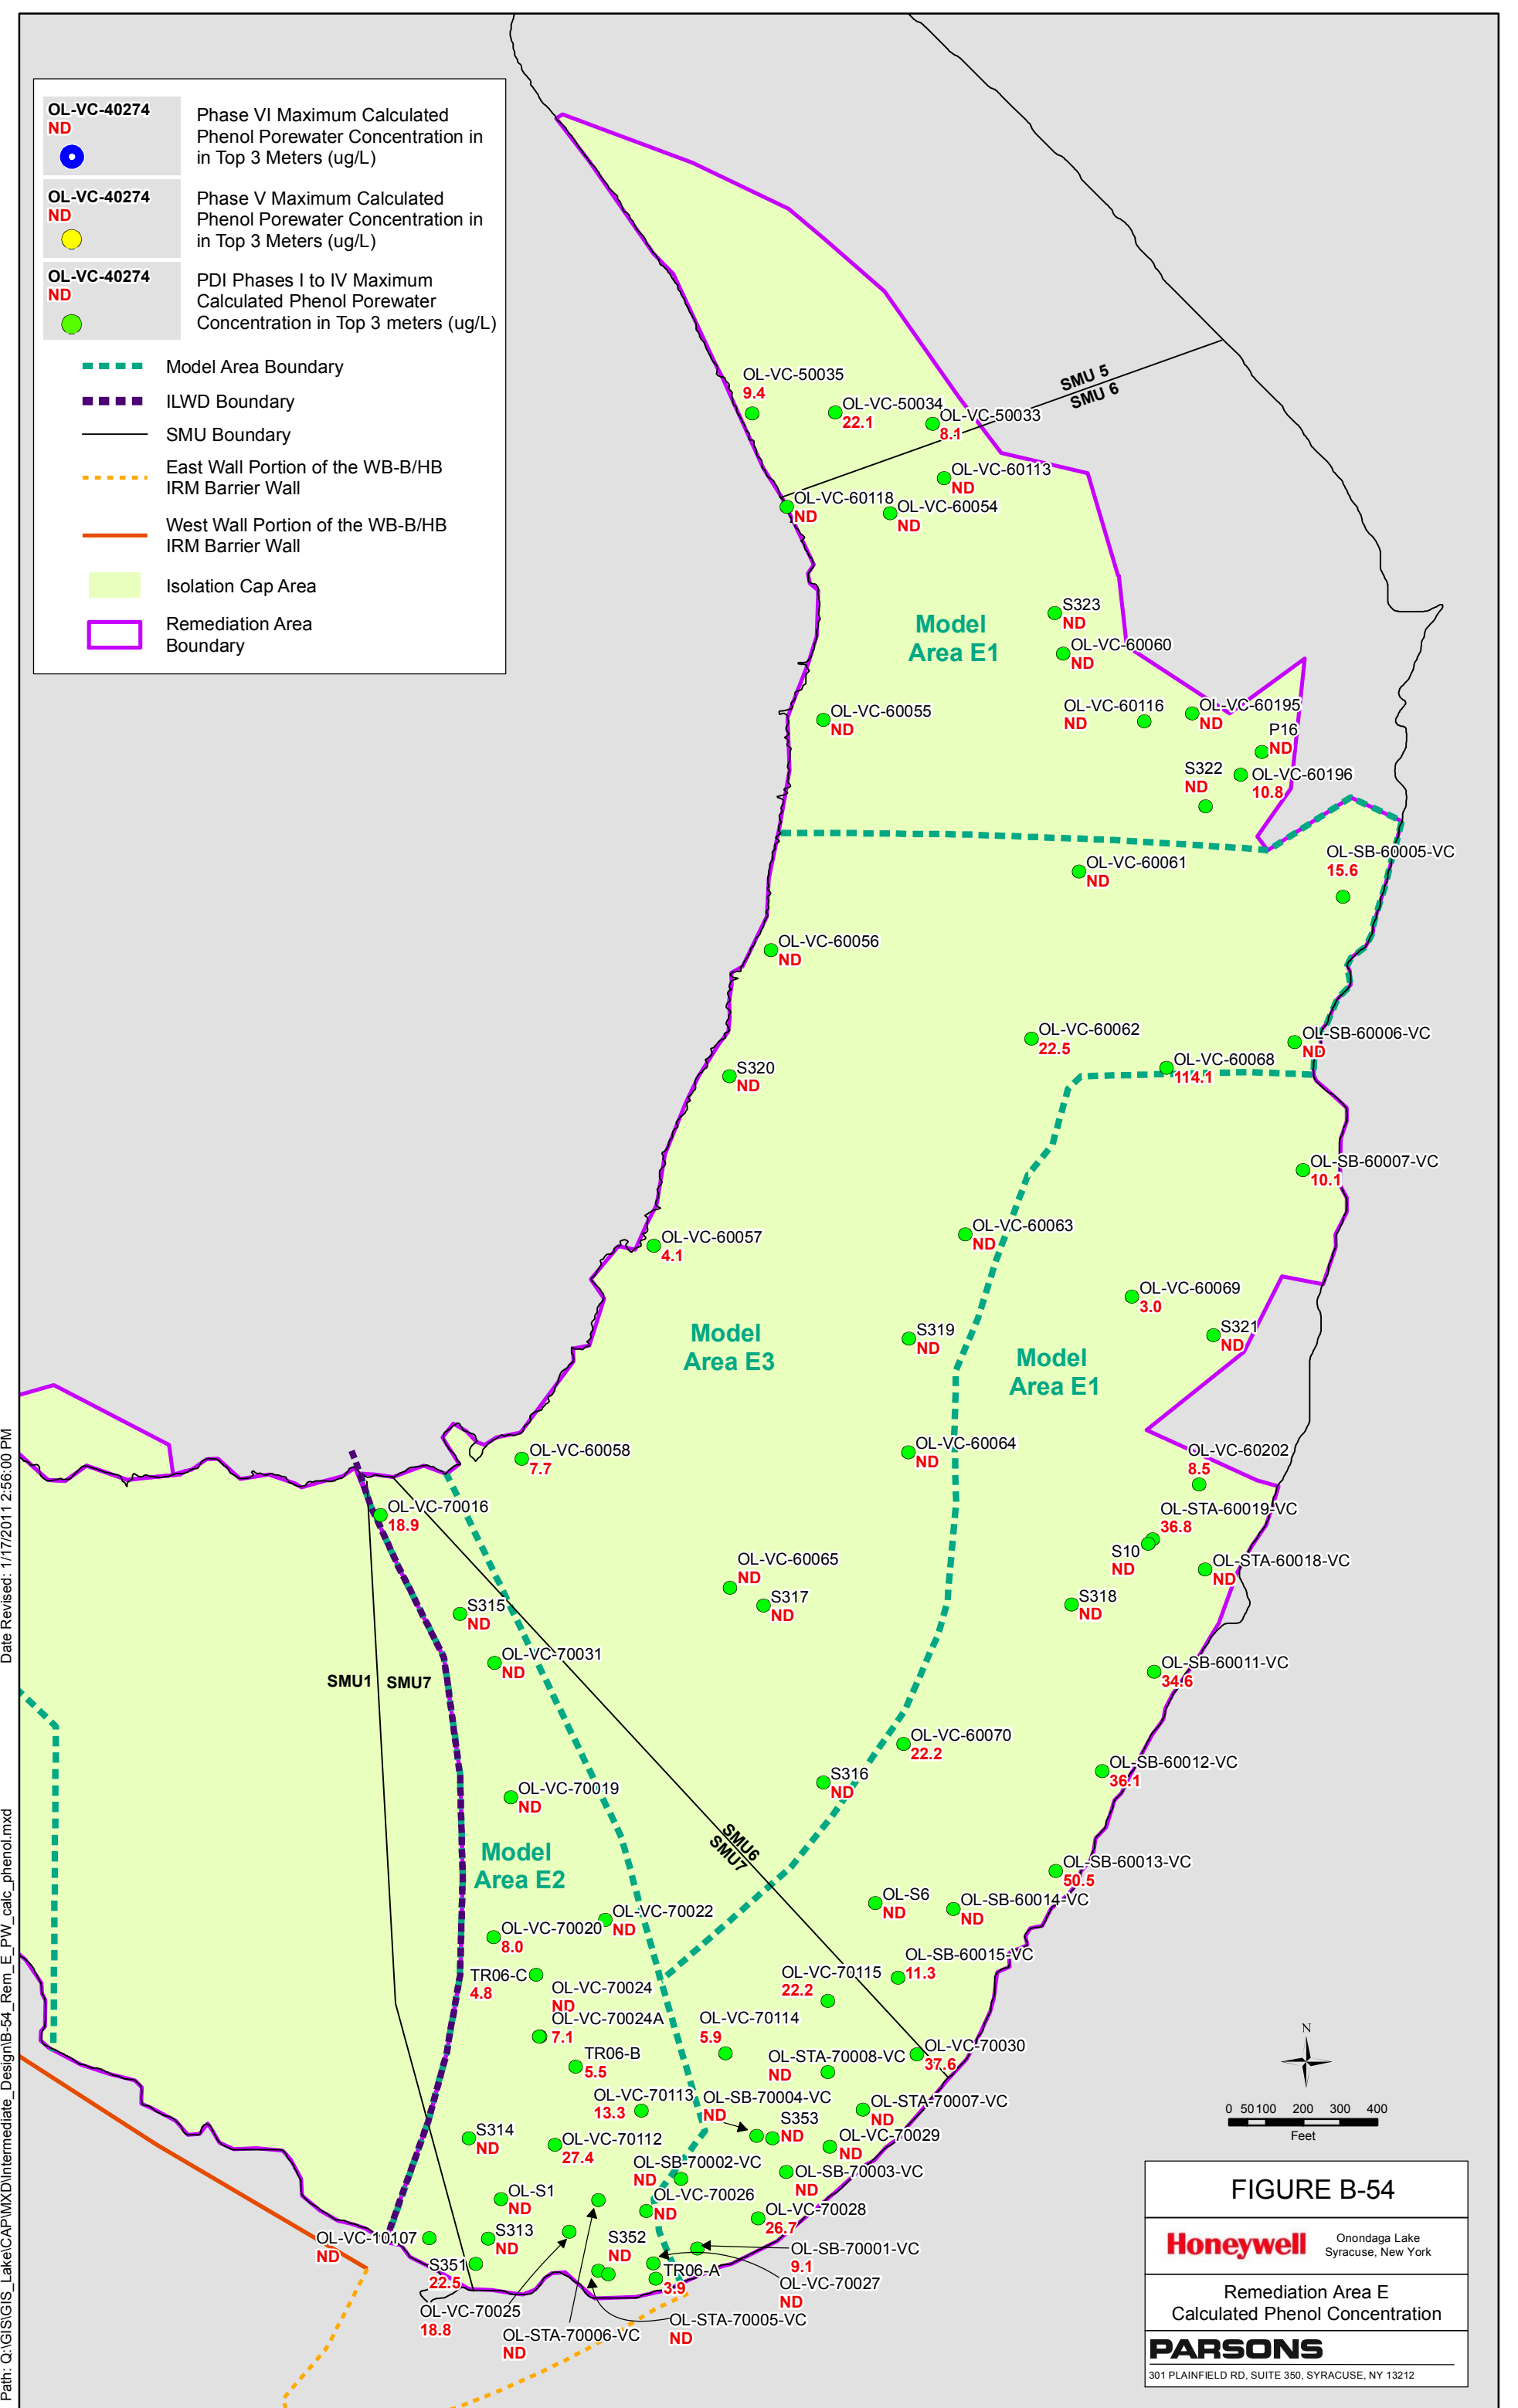 OL-VC-40274
ND
Phase VI Maximum Calculated
Phenol Porewater Concentration in
in Top 3 Meters (ug/L)
OL-VC-40274
ND
Phase V Maximum Calculated
Phenol Porewater Concentration in
in Top 3 Meters (ug/L)
OL-VC-40274
ND
PDI Phases I to IV Maximum
Calculated Phenol Porewater
Concentration in Top 3 meters (ug/L)
Model Area Boundary
ILWD Boundary
SMU Boundary
East Wall Portion of the WB-B/HB
IRM Barrier Wall
West Wall Portion of the WB-B/HB
IRM Barrier Wall
Isolation Cap Area
Remediation Area
Boundary
SMU 5
SMU 6
OL-VC-50035
9.4
OL-VC-50034
22.1
OL-VC-50033
8.1
OL-VC-60113
ND
OL-VC-60118
ND
OL-VC-60054
ND
S323
ND
Model
Area E1
OL-VC-60060
ND
OL-VC-60055
ND
OL-VC-60116
ND
OL-VC-60195
ND
P16
ND
S322
ND
OL-VC-60196
10.8
OL-SB-60005-VC
15.6
OL-VC-60061
ND
OL-VC-60056
ND
OL-VC-60062
22.5
OL-SB-60006-VC
ND
OL-VC-60068
114.1
S320
ND
OL-SB-60007-VC
10.1
OL-VC-60063
ND
OL-VC-60057
4.1
OL-VC-60069
3.0
S321
ND
S319
ND
Model
Area E3
Model
Area E1
OL-VC-60064
ND
OL-VC-60058
7.7
OL-VC-60202
8.5
OL-VC-70016
18.9
OL-STA-60019-VC
36.8
S10
ND
OL-STA-60018-VC
ND
OL-VC-60065
ND
S317
ND
S318
ND
S315
ND
OL-VC-70031
ND
SMU1
SMU7
OL-SB-60011-VC
34.6
OL-VC-60070
22.2
OL-SB-60012-VC
36.1
S316
ND
OL-VC-70019
ND
SMU6
SMU7
Model
Area E2
OL-SB-60013-VC
50.5
OL-S6
ND
OL-SB-60014-VC
ND
OL-VC-70022
ND
OL-VC-70020
8.0
OL-SB-60015-VC
11.3
OL-VC-70115
22.2
TR06-C
4.8
OL-VC-70024
ND
OL-VC-70024A
7.1
OL-VC-70114
5.9
OL-VC-70030
37.6
TR06-B
5.5
OL-STA-70008-VC
ND
OL-VC-70113
13.3
OL-SB-70004-VC
ND
OL-STA-70007-VC
ND
S353
ND
S314
ND
OL-VC-70112
27.4
OL-VC-70029
ND
OL-SB-70002-VC
ND
OL-SB-70003-VC
ND
OL-S1
ND
OL-VC-70026
ND
OL-VC-70028
26.7
OL-VC-10107
ND
S313
ND
S352
ND
OL-SB-70001-VC
9.1
S351
22.5
TR06-A
3.9
OL-VC-70027
ND
OL-VC-70025
18.8
OL-STA-70006-VC
ND
OL-STA-70005-VC
ND
N
0 50 100 200 300 400
Feet
FIGURE B-54
Honeywell
Onondaga Lake
Syracuse, New York
Remediation Area E
Calculated Phenol Concentration
PARSONS
301 PLAINFIELD RD, SUITE 350, SYRACUSE, NY 13212
Date Revised: 1/17/2011 2:56:00 PM
Path: Q:\GIS\GIS_Lake\CAP\MXD\Intermediate_Design\B-54_Rem_E_PW_calc_phenol.mxd